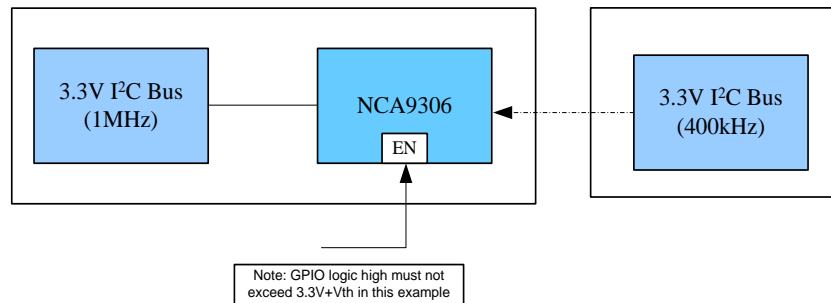 3.3V I²C Bus
(1MHz)
NCA9306
EN
3.3V I²C Bus
(400kHz)
Note: GPIO logic high must not
exceed 3.3V+Vth in this example